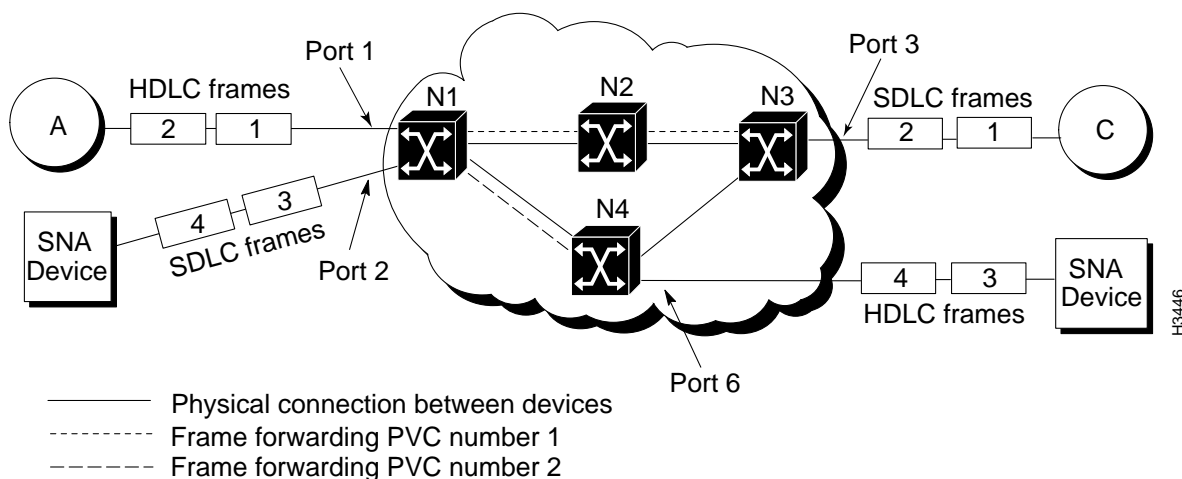 Port 1
Port 3
HDLC frames
N1
N2
N3
SDLC frames
A
2
1
2
1
C
4
3
SDLC frames
SNA
Device
Port 2
N4
4
3
HDLC frames
SNA
Device
Port 6
H3446
Physical connection between devices
Frame forwarding PVC number 1
Frame forwarding PVC number 2